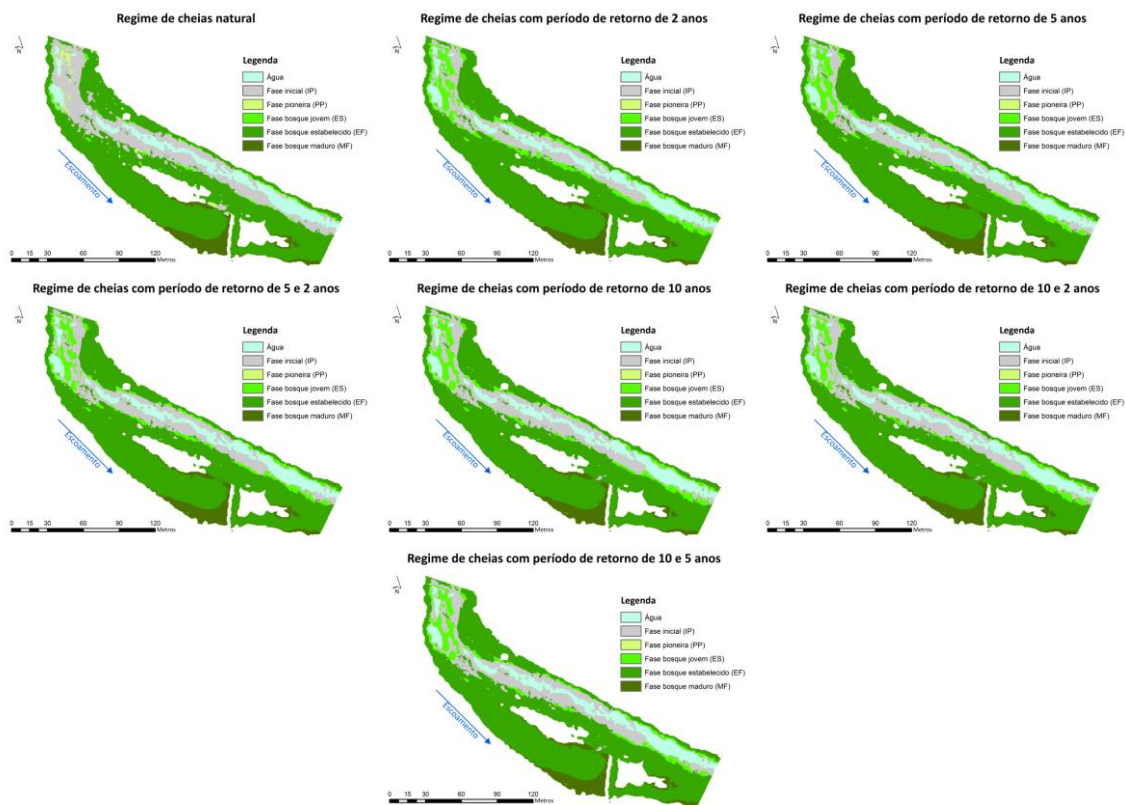 Regime de cheias natural
N
Legenda
Água
Fase inicial (IP)
Fase pioneira (PP)
Fase bosque jovem (ES)
Fase bosque estabelecido (EF)
Fase bosque maduro (MF)
Escoamento
0 15 30 60 90 120
Metros
Regime de cheias com período de retorno de 2 anos
N
Legenda
Água
Fase inicial (IP)
Fase pioneira (PP)
Fase bosque jovem (ES)
Fase bosque estabelecido (EF)
Fase bosque maduro (MF)
Escoamento
0 15 30 60 90 120
Metros
Regime de cheias com período de retorno de 5 anos
N
Legenda
Água
Fase inicial (IP)
Fase pioneira (PP)
Fase bosque jovem (ES)
Fase bosque estabelecido (EF)
Fase bosque maduro (MF)
Escoamento
0 15 30 60 90 120
Metros
Regime de cheias com período de retorno de 5 e 2 anos
N
Legenda
Água
Fase inicial (IP)
Fase pioneira (PP)
Fase bosque jovem (ES)
Fase bosque estabelecido (EF)
Fase bosque maduro (MF)
Escoamento
0 15 30 60 90 120
Metros
Regime de cheias com período de retorno de 10 anos
N
Legenda
Água
Fase inicial (IP)
Fase pioneira (PP)
Fase bosque jovem (ES)
Fase bosque estabelecido (EF)
Fase bosque maduro (MF)
Escoamento
0 15 30 60 90 120
Metros
Regime de cheias com período de retorno de 10 e 2 anos
N
Legenda
Água
Fase inicial (IP)
Fase pioneira (PP)
Fase bosque jovem (ES)
Fase bosque estabelecido (EF)
Fase bosque maduro (MF)
Escoamento
0 15 30 60 90 120
Metros
Regime de cheias com período de retorno de 10 e 5 anos
N
Legenda
Água
Fase inicial (IP)
Fase pioneira (PP)
Fase bosque jovem (ES)
Fase bosque estabelecido (EF)
Fase bosque maduro (MF)
Escoamento
0 15 30 60 90 120
Metros